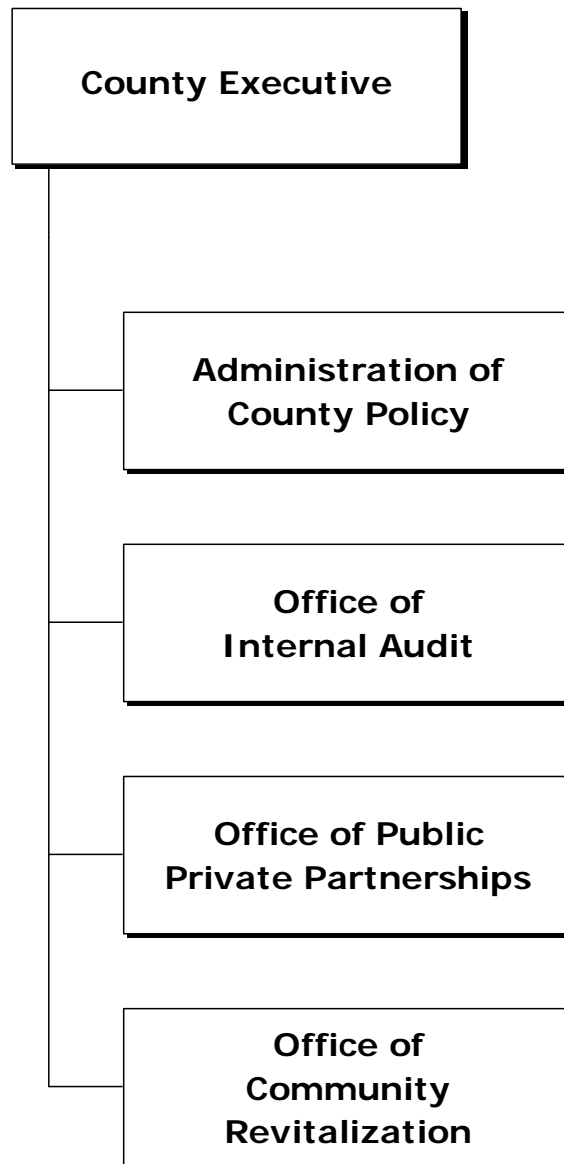 County Executive
Administration of
County Policy
Office of
Internal Audit
Office of Public
Private Partnerships
Office of
Community
Revitalization